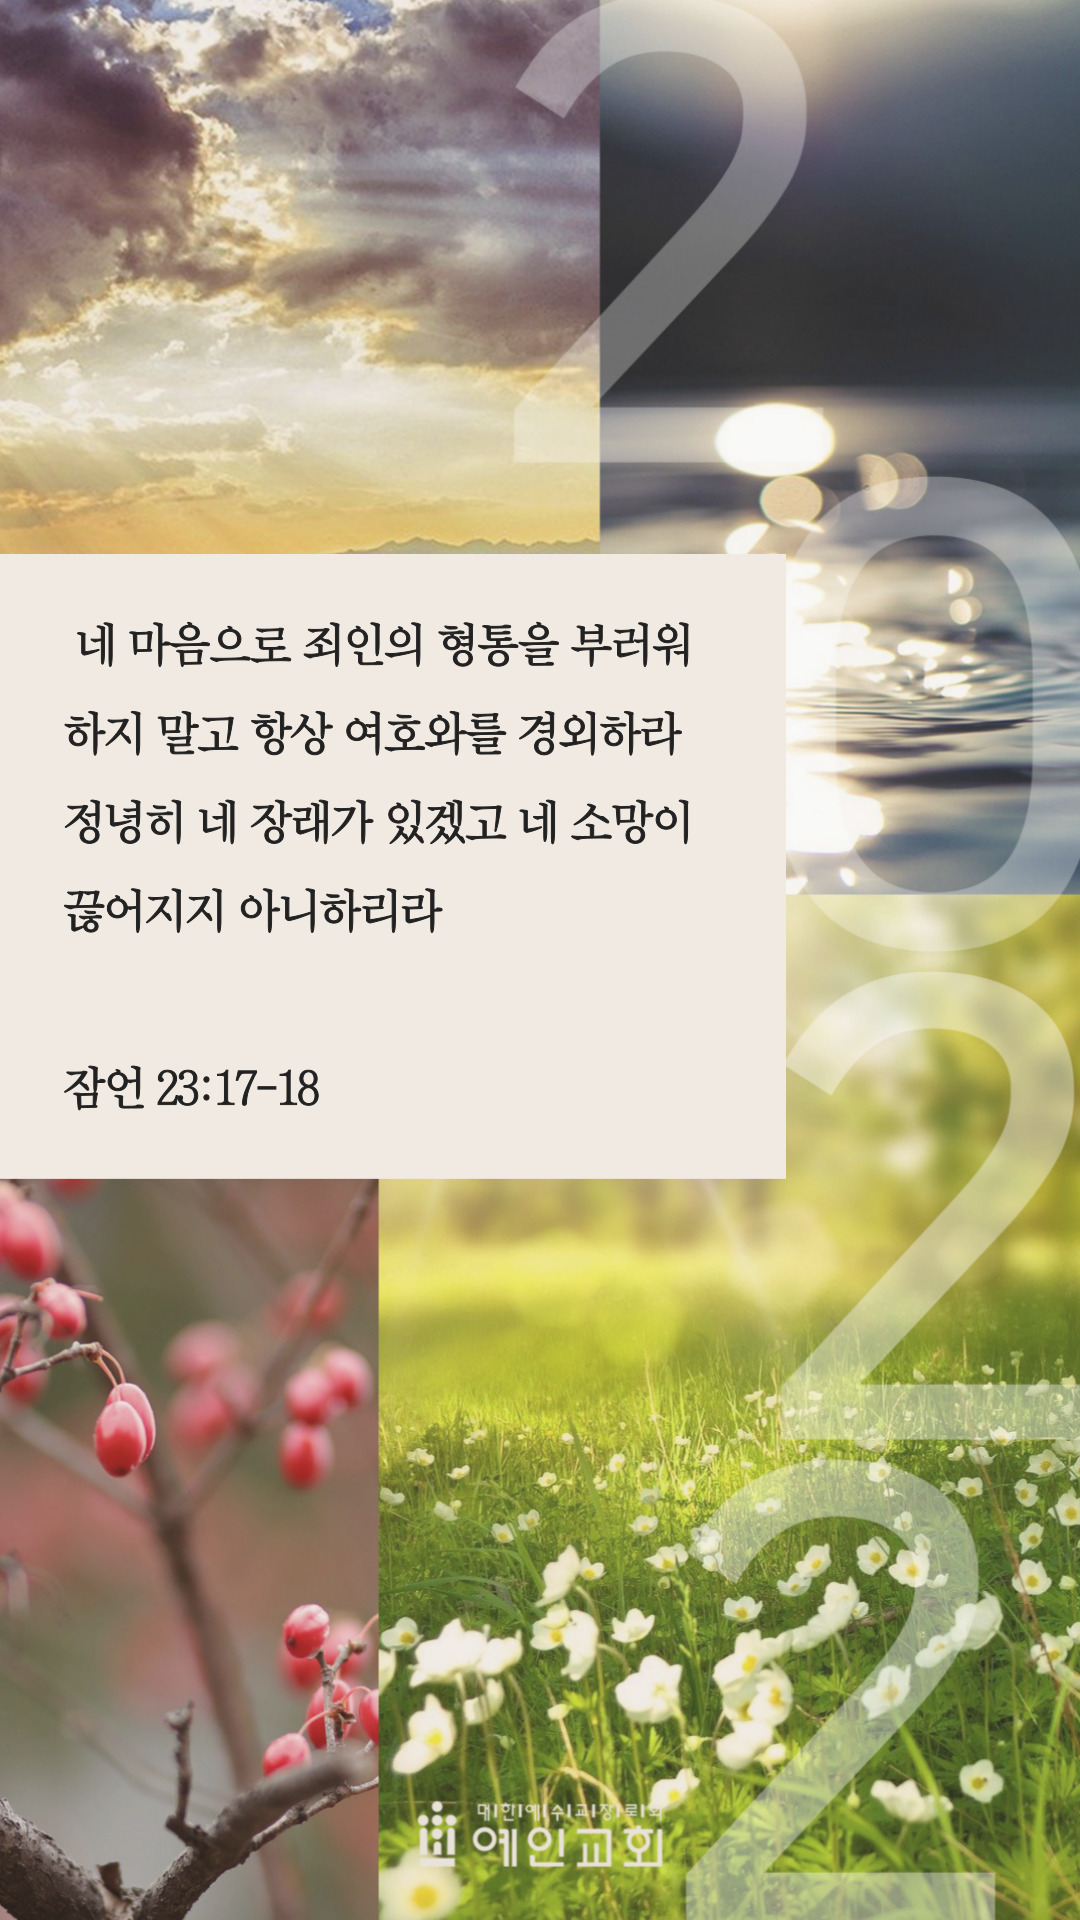 2
0
2
2
네 마음으로 죄인의 형통을 부러워
하지 말고 항상 여호와를 경외하라
정녕히 네 장래가 있겠고 네 소망이
끊어지지 아니하리라
잠언 23:17-18
대한예수교장로회
예인교회